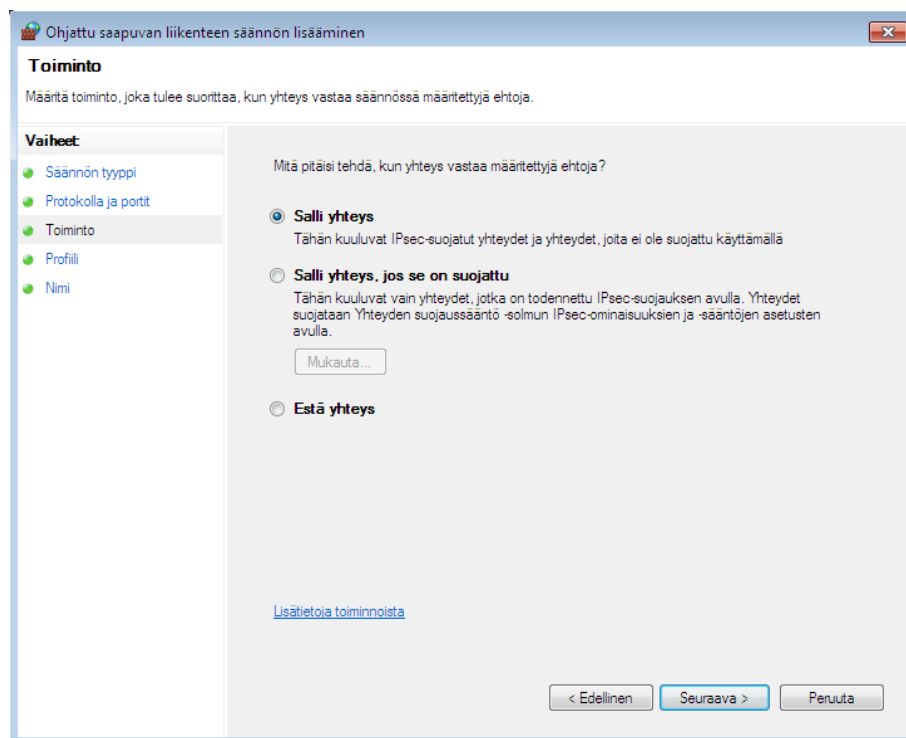 Ohjattu saapuvan liikenteen säännön lisääminen
Toiminto
Määritä toiminto, joka tulee suorittaa, kun yhteys vastaa säännössä määritettyjä ehtoja.
Vaiheet:
Säännön tyyppi
Protokolla ja portit
Toiminto
Profiili
Nimi
Mitä pitäisi tehdä, kun yhteys vastaa määritettyjä ehtoja?
Salli yhteys
Tähän kuuluvat IPsec-suojatut yhteydet ja yhteydet, joita ei ole suojattu käyttämällä
Salli yhteys, jos se on suojattu
Tähän kuuluvat vain yhteydet, jotka on todennettu IPsec-suojauksen avulla. Yhteydet
suojataan Yhteyden suojaussääntö -solmun IPsec-ominaisuuksien ja -sääntöjen asetusten
avulla.
Mukauta...
Estä yhteys
Lisätietoja toiminnoista
< Edellinen
Seuraava >
Peruuta